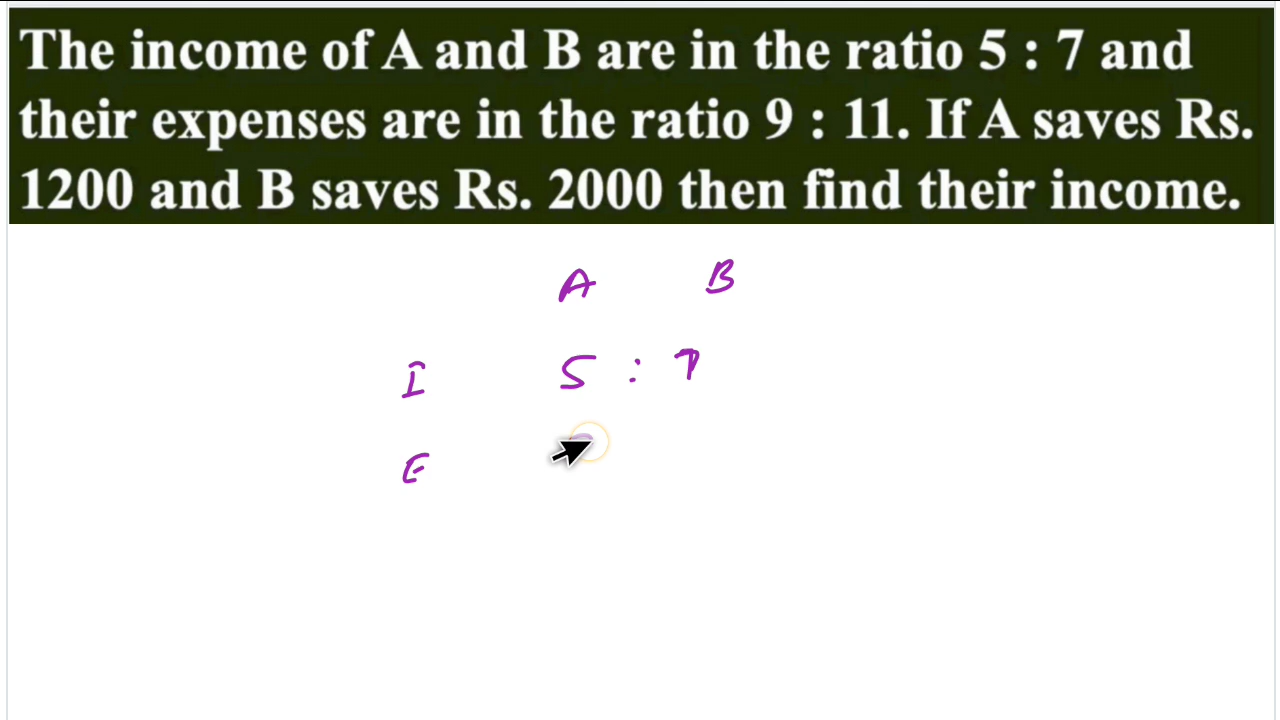 The income of A and B are in the ratio 5 : 7 and
their expenses are in the ratio 9 : 11. If A saves Rs.
1200 and B saves Rs. 2000 then find their income.
A B
I 5 : 7
E